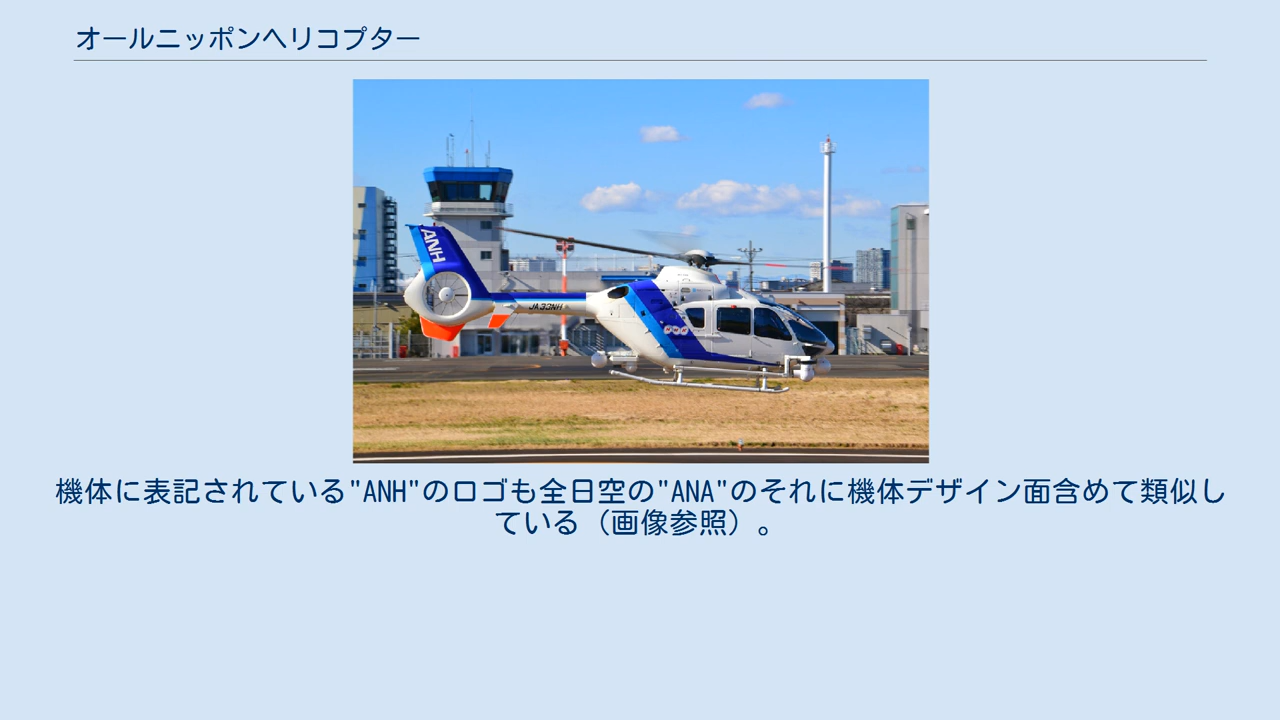 オールニッポンヘリコプター
ANH
JA33NH
機体に表記されている"ANH"のロゴも全日空の"ANA"のそれに機体デザイン面含めて類似し
ている（画像参照）。